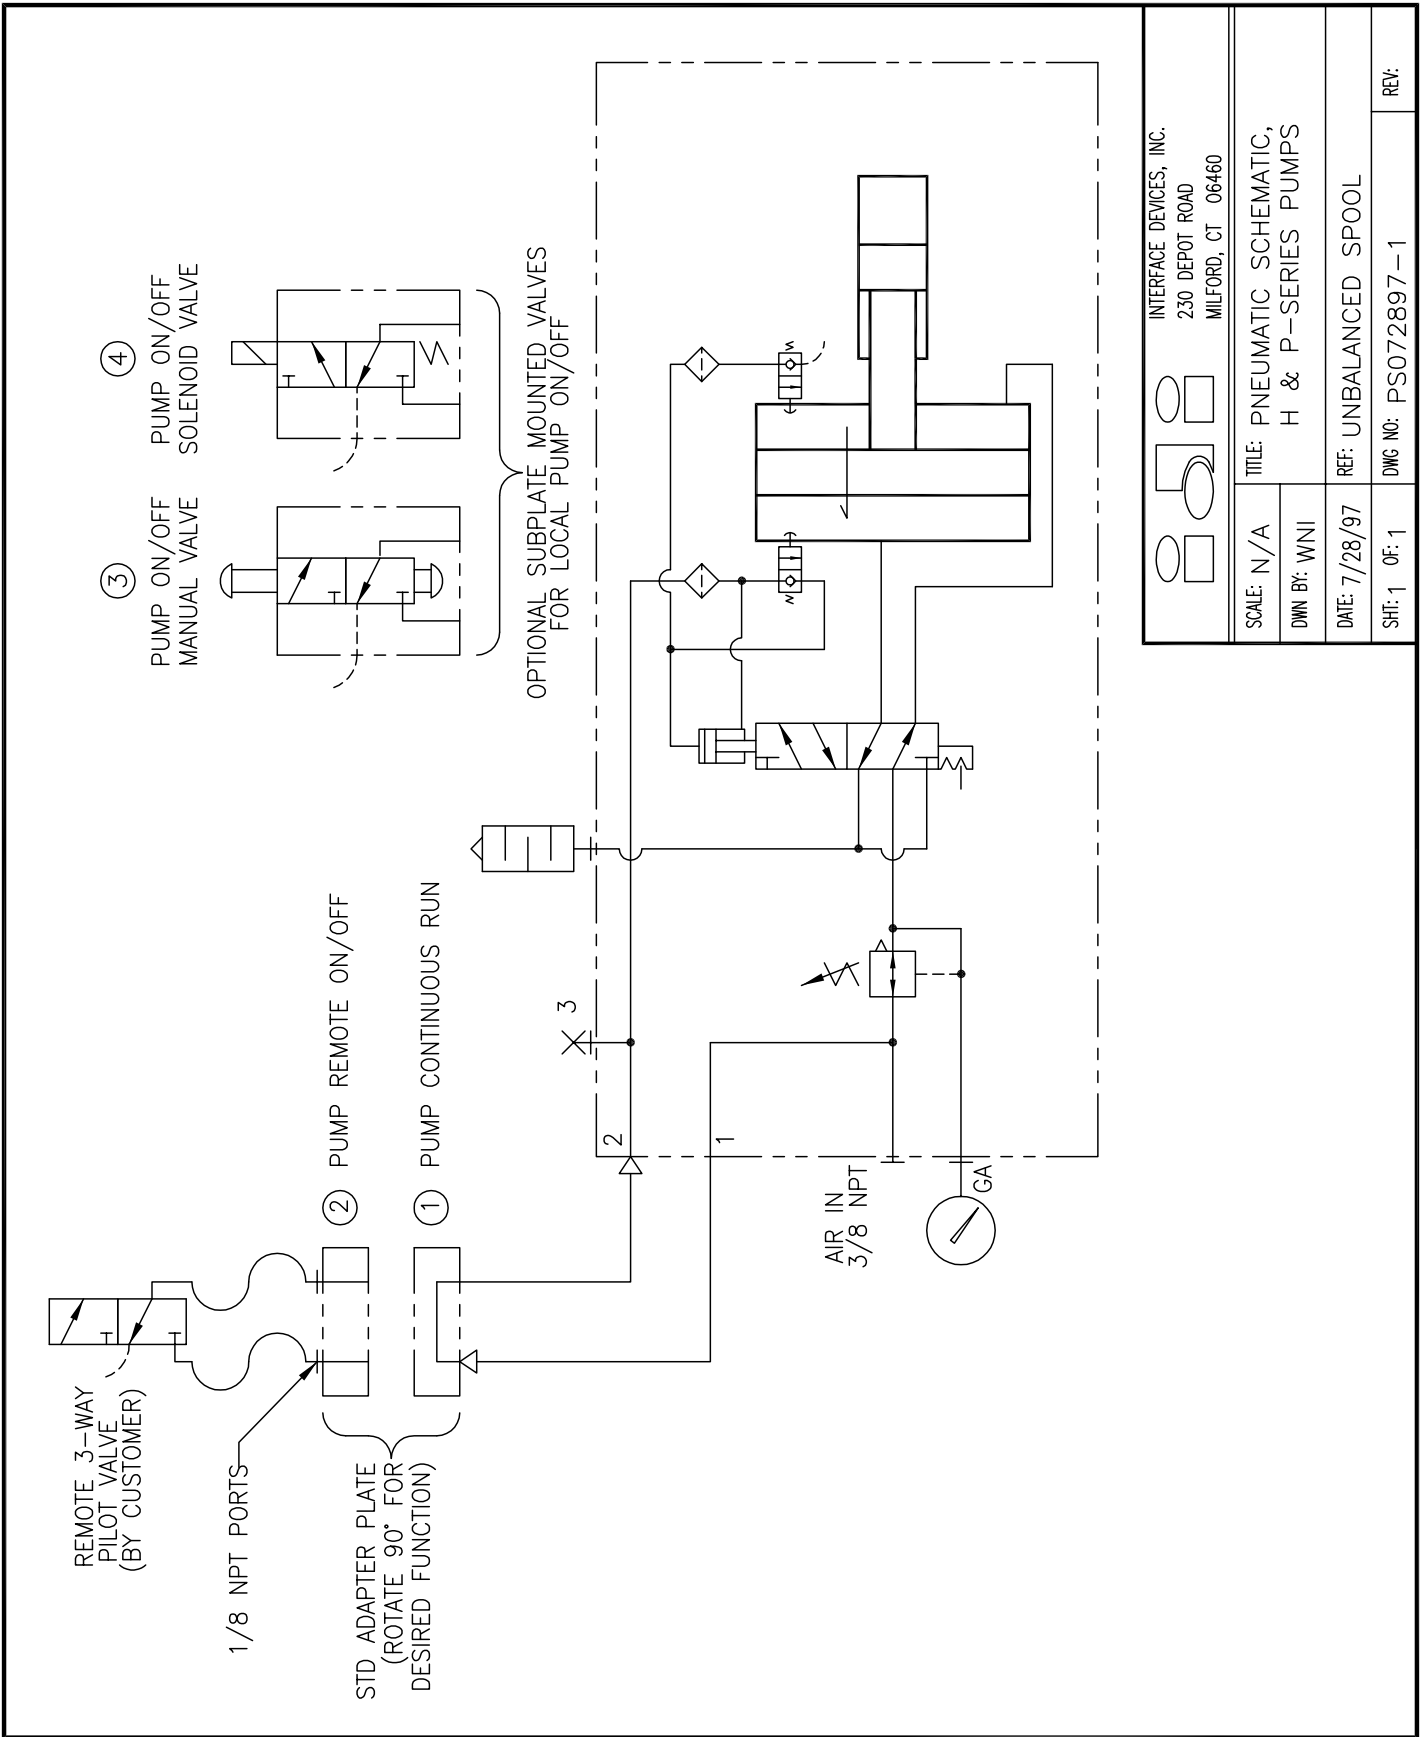 REMOTE 3-WAY
PILOT VALVE
(BY CUSTOMER)
1/8 NPT PORTS
STD ADAPTER PLATE
(ROTATE 90° FOR
DESIRED FUNCTION)
2 PUMP REMOTE ON/OFF
1 PUMP CONTINUOUS RUN
3
PUMP ON/OFF
MANUAL VALVE
4
PUMP ON/OFF
SOLENOID VALVE
OPTIONAL SUBPLATE MOUNTED VALVES
FOR LOCAL PUMP ON/OFF
3
2
1
AIR IN
3/8 NPT
GA
INTERFACE DEVICES, INC.
230 DEPOT ROAD
MILFORD, CT 06460
SCALE: N/A
DWN BY: WNI
TITLE: PNEUMATIC SCHEMATIC,
H & P-SERIES PUMPS
DATE: 7/28/97
REF: UNBALANCED SPOOL
SHT: 1 OF: 1
DWG NO: PS072897-1
REV: